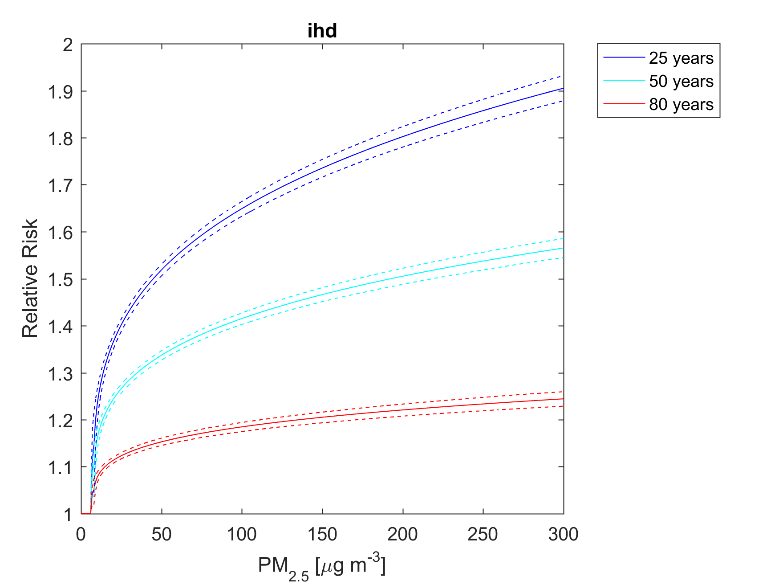 ihd
25 years
50 years
80 years
2
1.9
1.8
1.7
1.6
1.5
1.4
1.3
1.2
1.1
1
Relative Risk
0 50 100 150 200 250 300
PM2.5 [μg m-3]